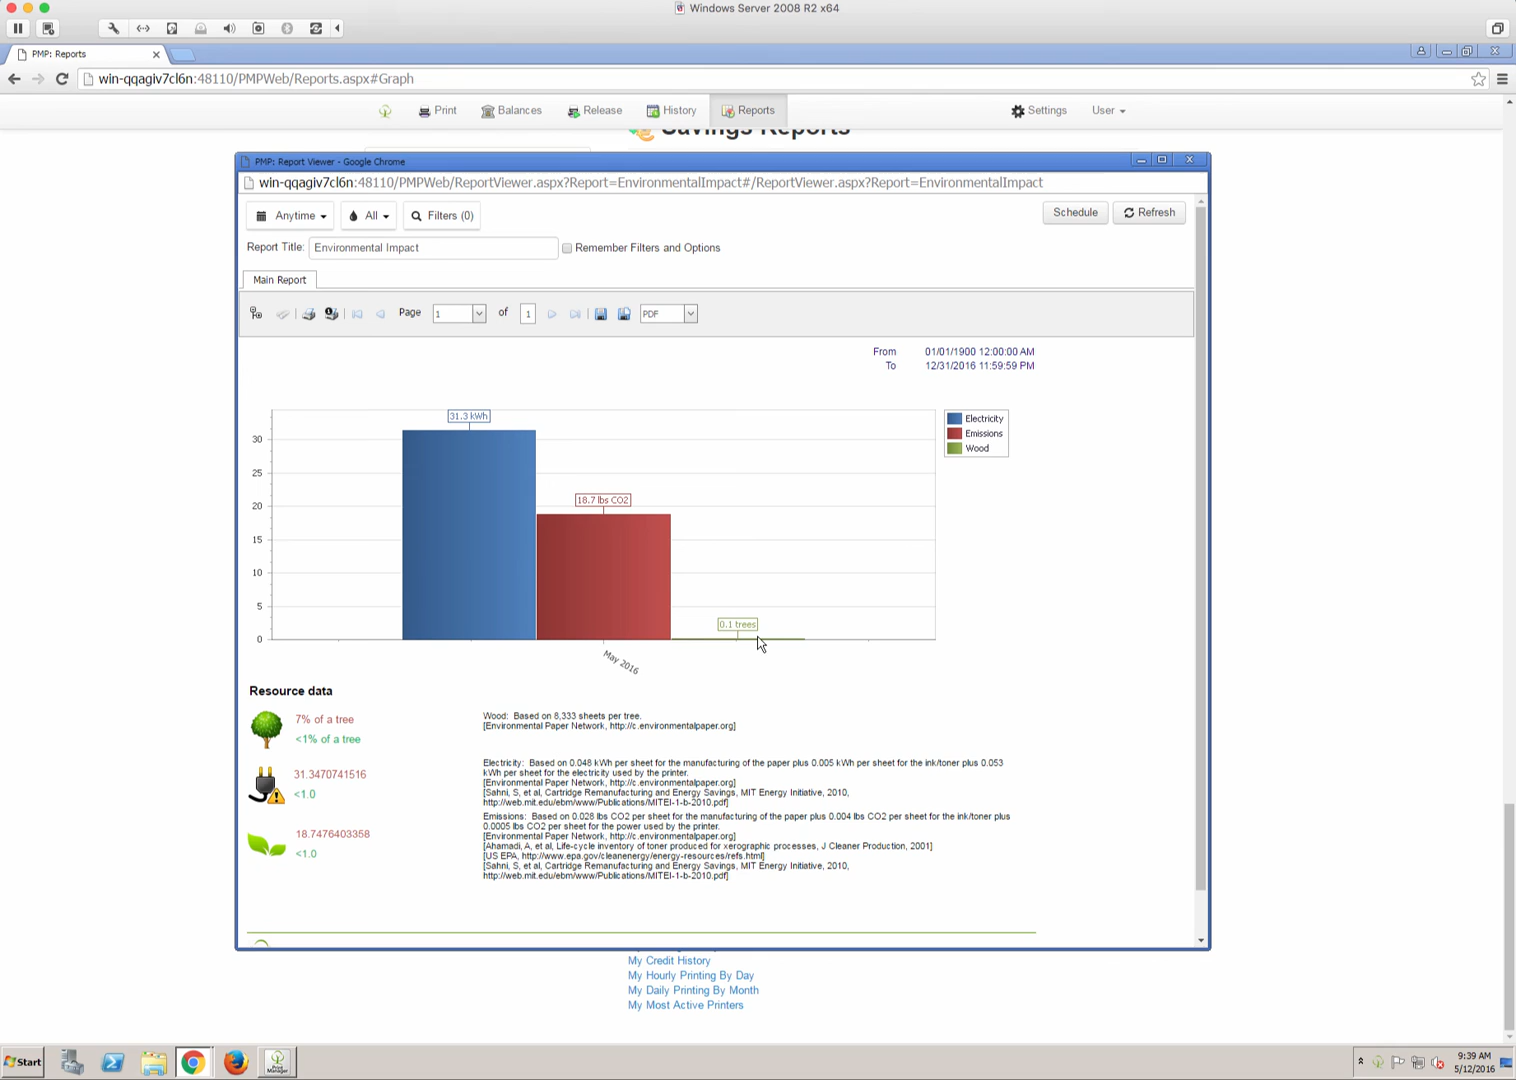 Windows Server 2008 R2 x64
PMP: Reports
win-qqagiv7cl6n:48110/PMPWeb/Reports.aspx#Graph
Print
Balances
Release
History
Reports
Settings
User
Savings Reports
PMP: Report Viewer - Google Chrome
win-qqagiv7cl6n:48110/PMPWeb/ReportViewer.aspx?Report=EnvironmentalImpact#/ReportViewer.aspx?Report=EnvironmentalImpact
Anytime
All
Filters (0)
Schedule
Refresh
Report Title:
Environmental Impact
Remember Filters and Options
Main Report
Page
1
of
1
PDF
From 01/01/1900 12:00:00 AM
To 12/31/2016 11:59:59 PM
31.3 kWh
18.7 lbs CO2
0.1 trees
30
25
20
15
10
5
0
May 2016
Electricity
Emissions
Wood
Resource data
7% of a tree
<1% of a tree
Wood: Based on 8,333 sheets per tree.
[Environmental Paper Network, http://c.environmentalpaper.org]
31.3470741516
<1.0
Electricity: Based on 0.048 kWh per sheet for the manufacturing of the paper plus 0.005 kWh per sheet for the ink/toner plus 0.053
kWh per sheet for the electricity used by the printer.
[Environmental Paper Network, http://c.environmentalpaper.org]
[Sahni, S, et al, Cartridge Remanufacturing and Energy Savings, MIT Energy Initiative, 2010,
http://web.mit.edu/ebm/www/Publications/MITEI-1-b-2010.pdf]
18.7476403358
<1.0
Emissions: Based on 0.028 lbs CO2 per sheet for the manufacturing of the paper plus 0.004 lbs CO2 per sheet for the ink/toner plus
0.0005 lbs CO2 per sheet for the power used by the printer.
[Environmental Paper Network, http://c.environmentalpaper.org]
[Ahamadi, A, et al, Life-cycle inventory of toner produced for xerographic processes, J Cleaner Production, 2001]
[US EPA, http://www.epa.gov/cleanenergy/energy-resources/refs.html]
[Sahni, S, et al, Cartridge Remanufacturing and Energy Savings, MIT Energy Initiative, 2010,
http://web.mit.edu/ebm/www/Publications/MITEI-1-b-2010.pdf]
My Credit History
My Hourly Printing By Day
My Daily Printing By Month
My Most Active Printers
Start
Print
Manager
9:39 AM
5/12/2016